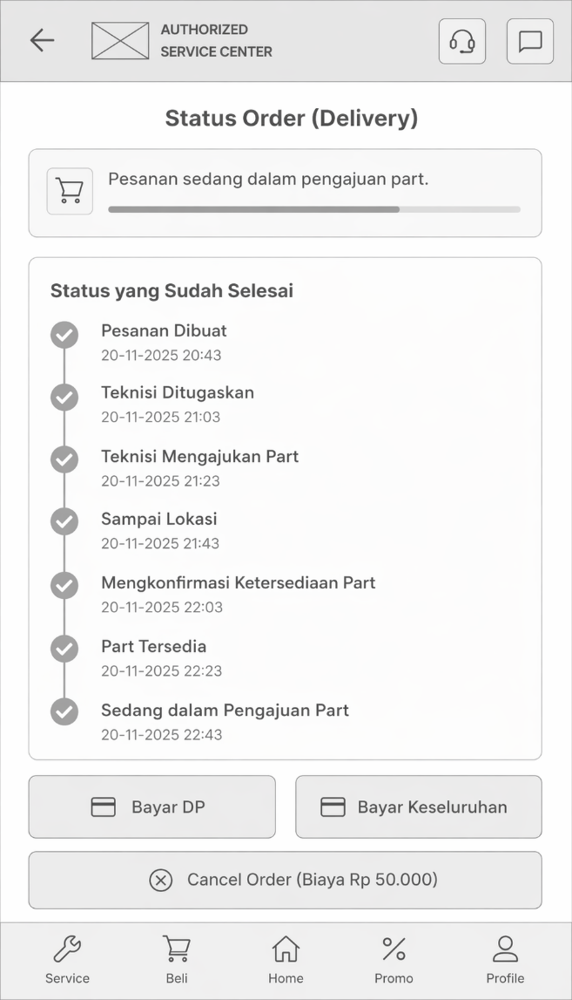 AUTHORIZED
SERVICE CENTER
Status Order (Delivery)
Pesanan sedang dalam pengajuan part.
Status yang Sudah Selesai
Pesanan Dibuat
20-11-2025 20:43
Teknisi Ditugaskan
20-11-2025 21:03
Teknisi Mengajukan Part
20-11-2025 21:23
Sampai Lokasi
20-11-2025 21:43
Mengkonfirmasi Ketersediaan Part
20-11-2025 22:03
Part Tersedia
20-11-2025 22:23
Sedang dalam Pengajuan Part
20-11-2025 22:43
Bayar DP
Bayar Keseluruhan
Cancel Order (Biaya Rp 50.000)
Service
Beli
Home
Promo
Profile